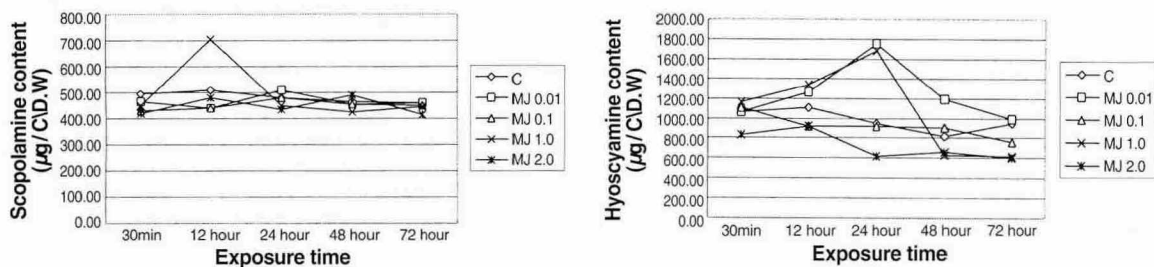 Scopolamine content
(μg/ C\D.W)
800.00
700.00
600.00
500.00
400.00
300.00
200.00
100.00
0.00
30min 12 hour 24 hour 48 hour 72 hour
Exposure time
C
MJ 0.01
MJ 0.1
MJ 1.0
MJ 2.0
Hyoscyamine content
(μg/ C\D.W)
2000.00
1800.00
1600.00
1400.00
1200.00
1000.00
800.00
600.00
400.00
200.00
0.00
30min 12 hour 24 hour 48 hour 72 hour
Exposure time
C
MJ 0.01
MJ 0.1
MJ 1.0
MJ 2.0